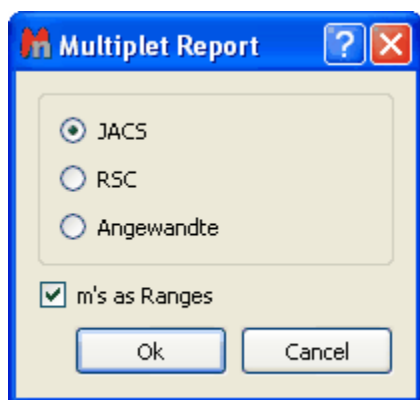 Multiplet Report
JACS
RSC
Angewandte
m's as Ranges
Ok
Cancel